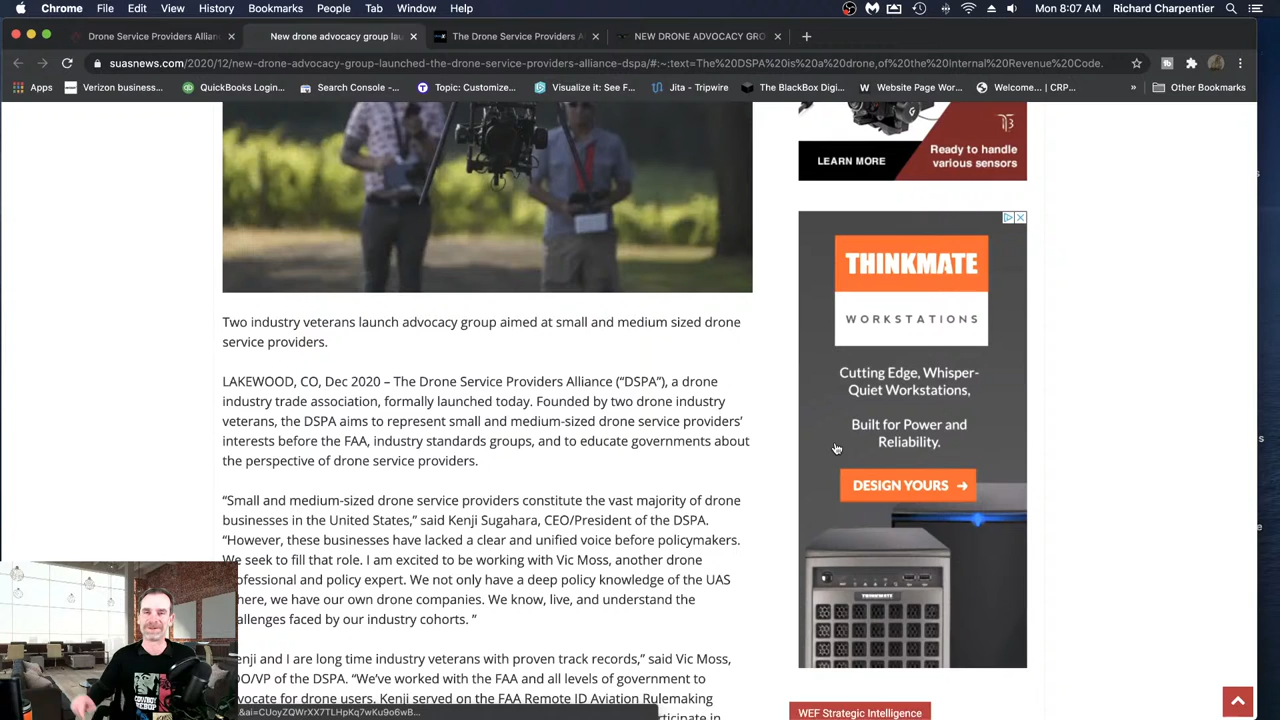 Chrome File Edit View History Bookmarks People Tab Window Help Mon 8:07 AM Richard Charpentier
Drone Service Providers Allian New drone advocacy group lau The Drone Service Providers A NEW DRONE ADVOCACY GRO
suasnews.com/2020/12/new-drone-advocacy-group-launched-the-drone-service-providers-alliance-dspa/#:~:text=The%20DSPA%20is%20a%20drone,of%20the%20Internal%20Revenue%20Code.
Apps Verizon business... QuickBooks Login... Search Console -... Topic: Customize... Visualize it: See F... Jita - Tripwire The BlackBox Digi... Website Page Wor... Welcome... | CRP... » Other Bookmarks
LEARN MORE
Ready to handle
various sensors
THINKMATE
WORKSTATIONS
Cutting Edge, Whisper-
Quiet Workstations,
Built for Power and
Reliability.
DESIGN YOURS →
THINKMATE
Two industry veterans launch advocacy group aimed at small and medium sized drone
service providers.
LAKEWOOD, CO, Dec 2020 – The Drone Service Providers Alliance (“DSPA”), a drone
industry trade association, formally launched today. Founded by two drone industry
veterans, the DSPA aims to represent small and medium-sized drone service providers’
interests before the FAA, industry standards groups, and to educate governments about
the perspective of drone service providers.
“Small and medium-sized drone service providers constitute the vast majority of drone
businesses in the United States,” said Kenji Sugahara, CEO/President of the DSPA.
“However, these businesses have lacked a clear and unified voice before policymakers.
We seek to fill that role. I am excited to be working with Vic Moss, another drone
ofessional and policy expert. We not only have a deep policy knowledge of the UAS
here, we have our own drone companies. We know, live, and understand the
allenges faced by our industry cohorts. ”
enji and I are long time industry veterans with proven track records,” said Vic Moss,
OO/VP of the DSPA. “We’ve worked with the FAA and all levels of government to
vocate for drone users. Kenji served on the FAA Remote ID Aviation Rulemaking
articipate in
WEF Strategic Intelligence